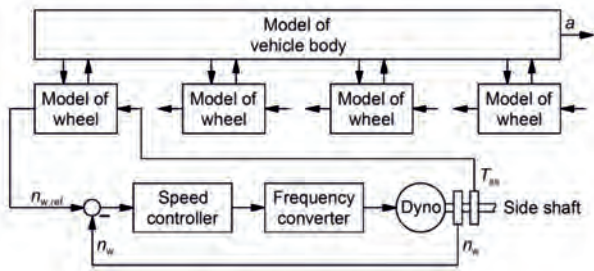 Model of
vehicle body
a
Model of
wheel
Model of
wheel
Model of
wheel
Model of
wheel
T_ss
n_w,ref
Speed
controller
Frequency
converter
Dyno
Side shaft
n_w
n_w